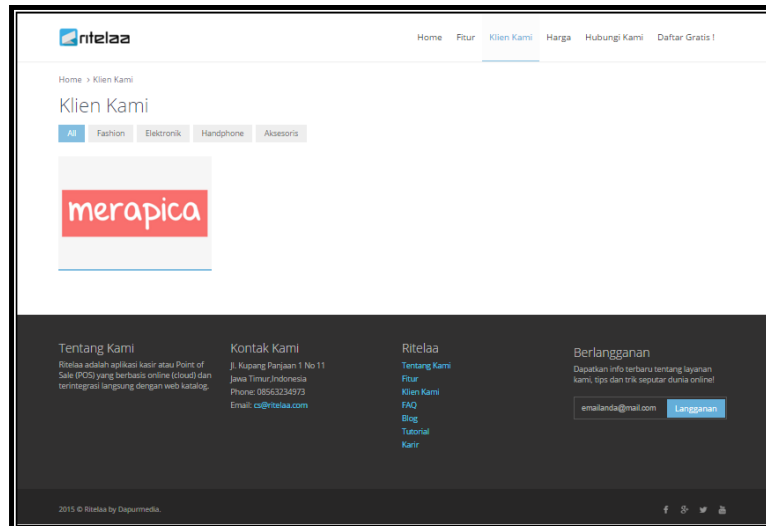 ritelaa
Home Fitur Klien Kami Harga Hubungi Kami Daftar Gratis !
Home > Klien Kami
Klien Kami
All Fashion Elektronik Handphone Aksesoris
merapica
Tentang Kami
Ritelaa adalah aplikasi kasir atau Point of
Sale (POS) yang berbasis online (cloud) dan
terintegrasi langsung dengan web katalog.
Kontak Kami
Jl. Kupang Panjaan 1 No 11
Jawa Timur,Indonesia
Phone: 08563234973
Email: cs@ritelaa.com
Ritelaa
Tentang Kami
Fitur
Klien Kami
FAQ
Blog
Tutorial
Karir
Berlangganan
Dapatkan info terbaru tentang layanan
kami, tips dan trik seputar dunia online!
emailanda@mail.com Langganan
2015 © Ritelaa by Dapurmedia.